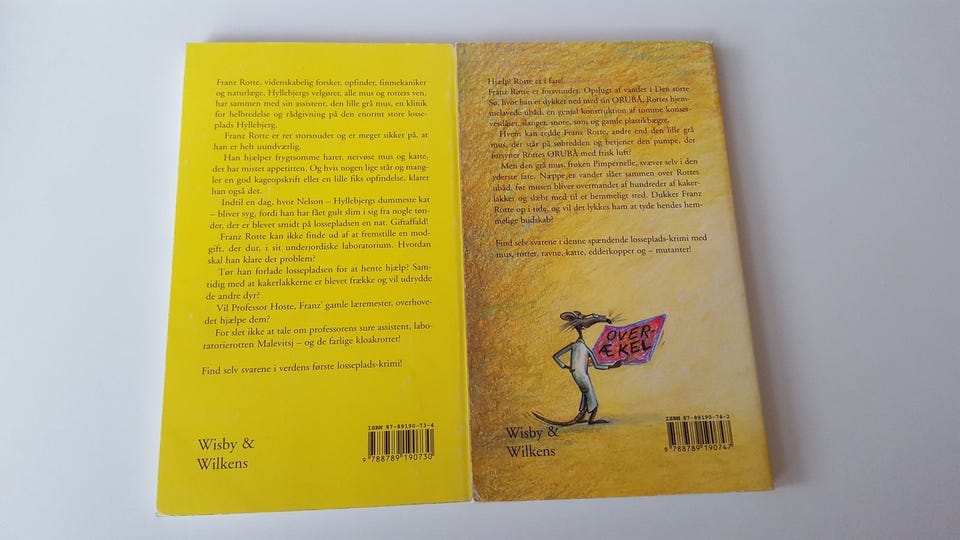 Franz Rotte, videnskabelig forsker, opfinder, finmekaniker
og naturlæge, Hyllebjergs velgører, alle mus og rotters ven,
har sammen med sin assistent, den lille grå mus, en klinik
for helbredelse og rådgivning på den enormt store losse-
plads Hyllebjerg.
Franz Rotte er ret storsnudet og er meget sikker på, at
han er helt uundværlig.
Han hjælper frygtsomme harer, nervøse mus og katte,
der har mistet appetitten. Og hvis nogen lige står og mang-
ler en god kageopskrift eller en lille fiks opfindelse, klarer
han også det.
Indtil en dag, hvor Nelson – Hyllebjergs dummeste kat
– bliver syg, fordi han har fået gult slim i sig fra nogle tøn-
der, der er blevet smidt på lossepladsen en nat. Giftaffald!
Franz Rotte kan ikke finde ud af at fremstille en mod-
gift, der dur, i sit underjordiske laboratorium. Hvordan
skal han klare det problem?
Tør han forlade lossepladsen for at hente hjælp? Sam-
tidig med at kakerlakkerne er blevet frække og vil udrydde
de andre dyr?
Vil Professor Hoste, Franz' gamle læremester, overhove-
det hjælpe dem?
For slet ikke at tale om professorens sure assistent, labo-
ratorierotten Malevitsj – og de farlige kloakrotter!
Find selv svarene i verdens første losseplads-krimi!
Wisby &
Wilkens
ISBN 87-89190-73-4
9 788789 190730
Hjælp! Rotte er i fare!
Franz Rotte er forsvundet. Opslugt af vandet i Den sorte
Sø, hvor han er dykket ned med sin ORUBÅ, Rottes hjem-
melavede ubåd, en genial konstruktion af tomme konser-
vesdåser, slanger, snore, søm og gamle plastikbægre.
Hvem kan redde Franz Rotte, andre end den lille grå
mus, der står på søbredden og betjener den pumpe, der
forsyner Rottes ORUBÅ med frisk luft?
Men den grå mus, frøken Pimpernelle, svæver selv i den
yderste fare. Næppe er vandet slået sammen over Rottes
ubåd, før musen bliver overmandet af hundreder af kaker-
lakker og slæbt med til et hemmeligt sted. Dukker Franz
Rotte op i tide, og vil det lykkes ham at tyde hendes hem-
melige budskab?
Find selv svarene i denne spændende losseplads-krimi med
mus, rotter, ravne, katte, edderkopper og – mutanter!
OVER-
ÆKEL
Wisby &
Wilkens
ISBN 87-89190-74-2
9 788789 190747